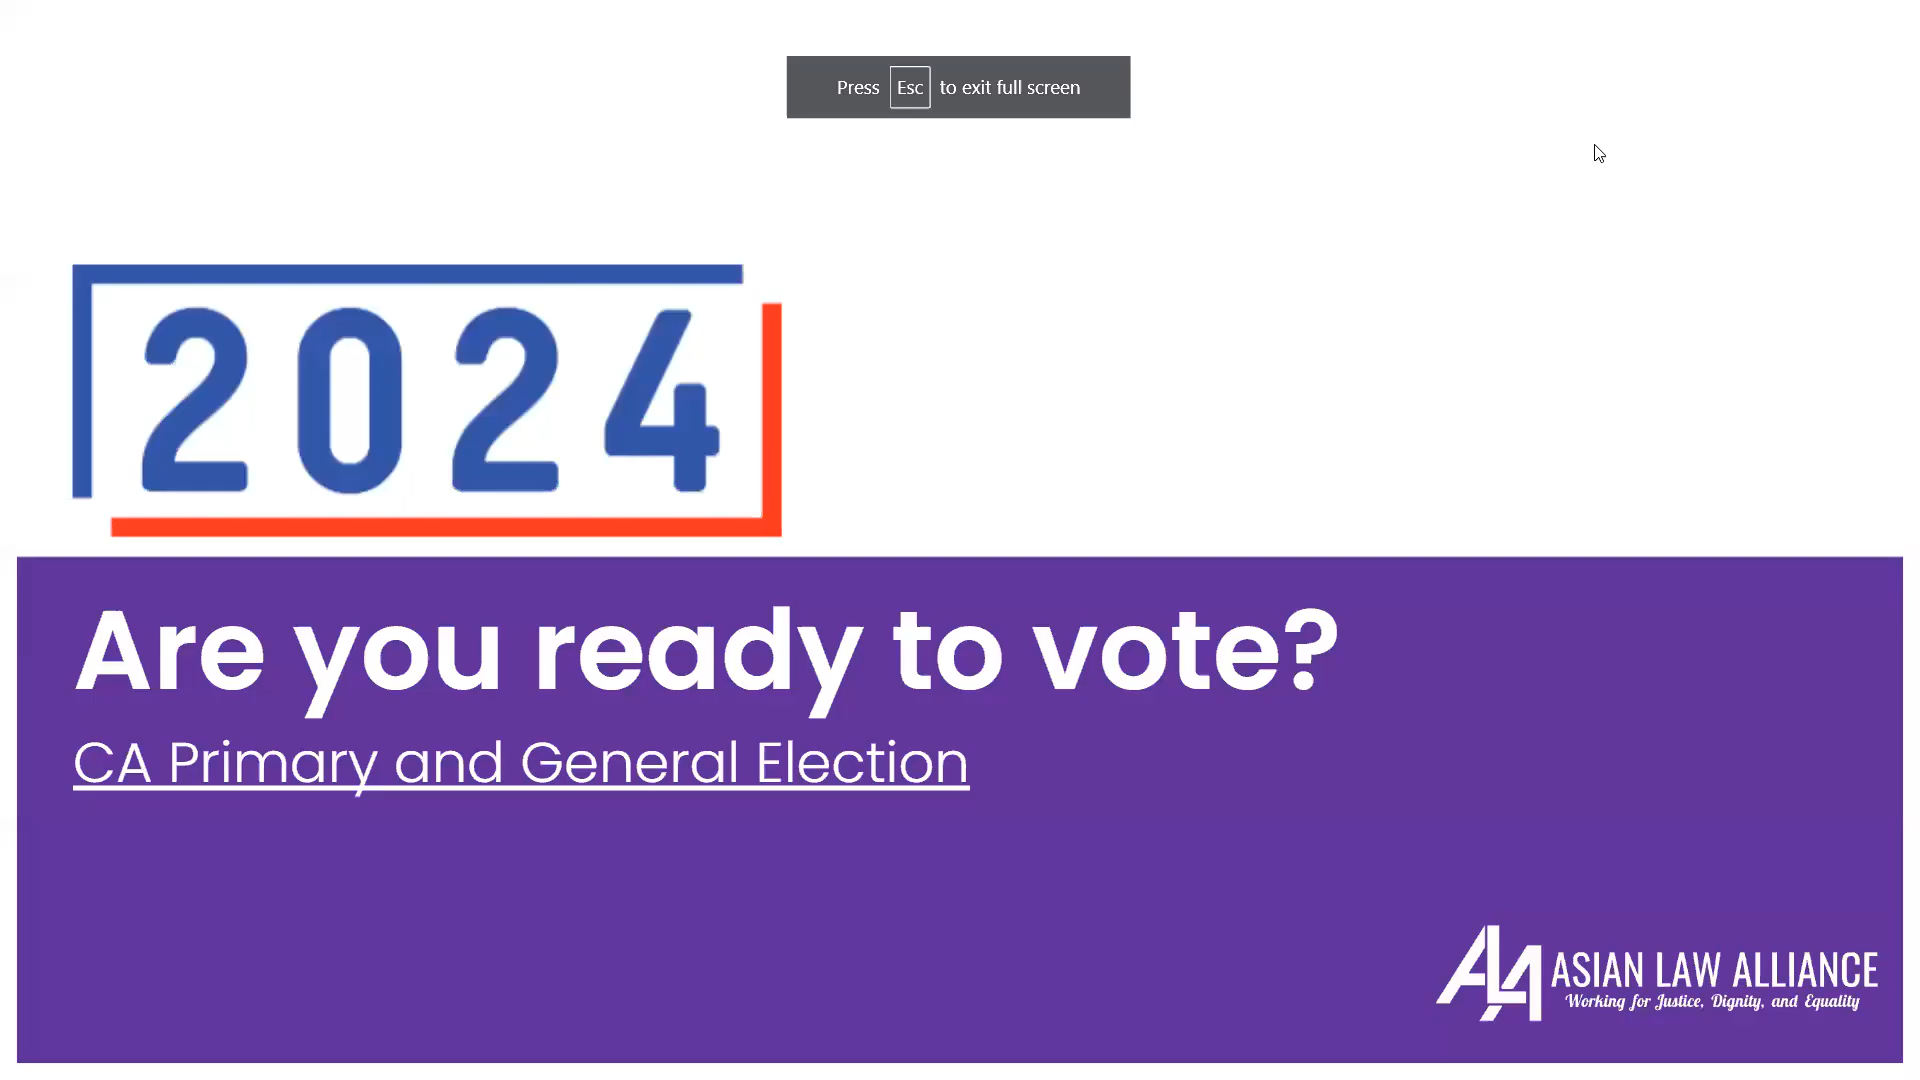 Press Esc to exit full screen
2024
Are you ready to vote?
CA Primary and General Election
ALA ASIAN LAW ALLIANCE
Working for Justice, Dignity, and Equality